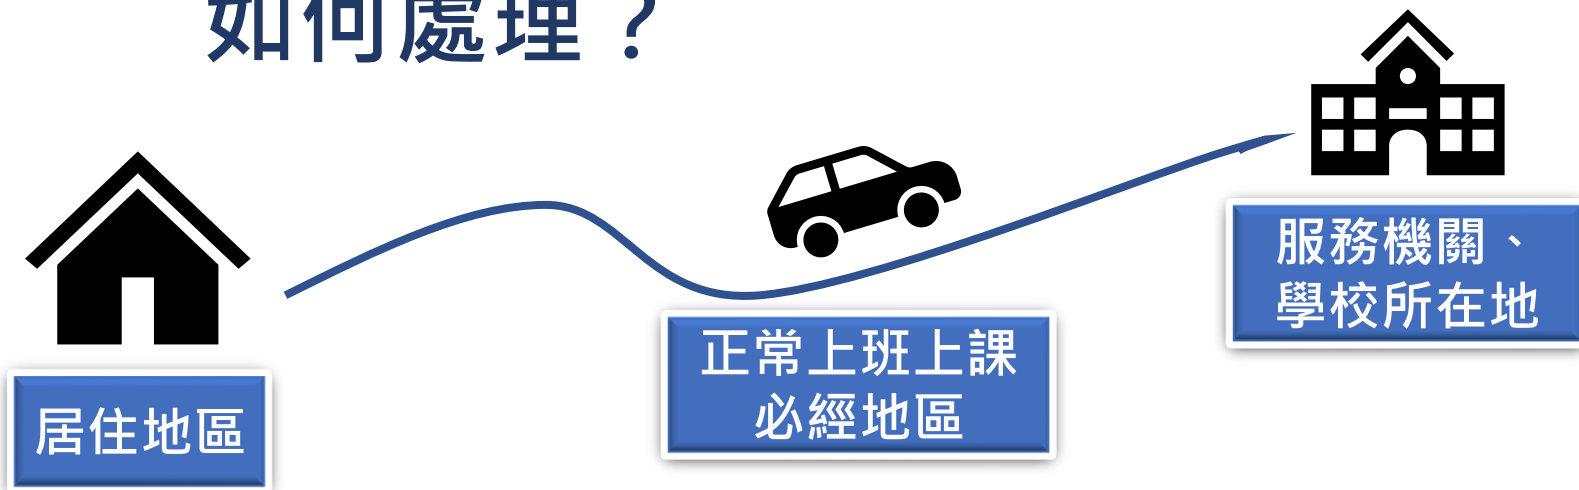 如何處理？
服務機關、
學校所在地
正常上班上課
必經地區
居住地區